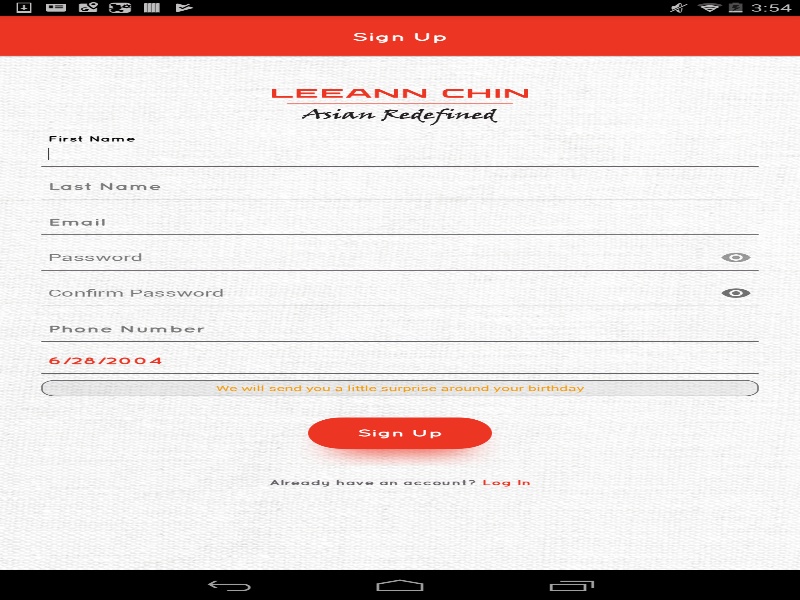 3:54
Sign Up
LEEANN CHIN
Asian Redefined
First Name
Last Name
Email
Password
Confirm Password
Phone Number
6/28/2004
We will send you a little surprise around your birthday
Sign Up
Already have an account? Log In